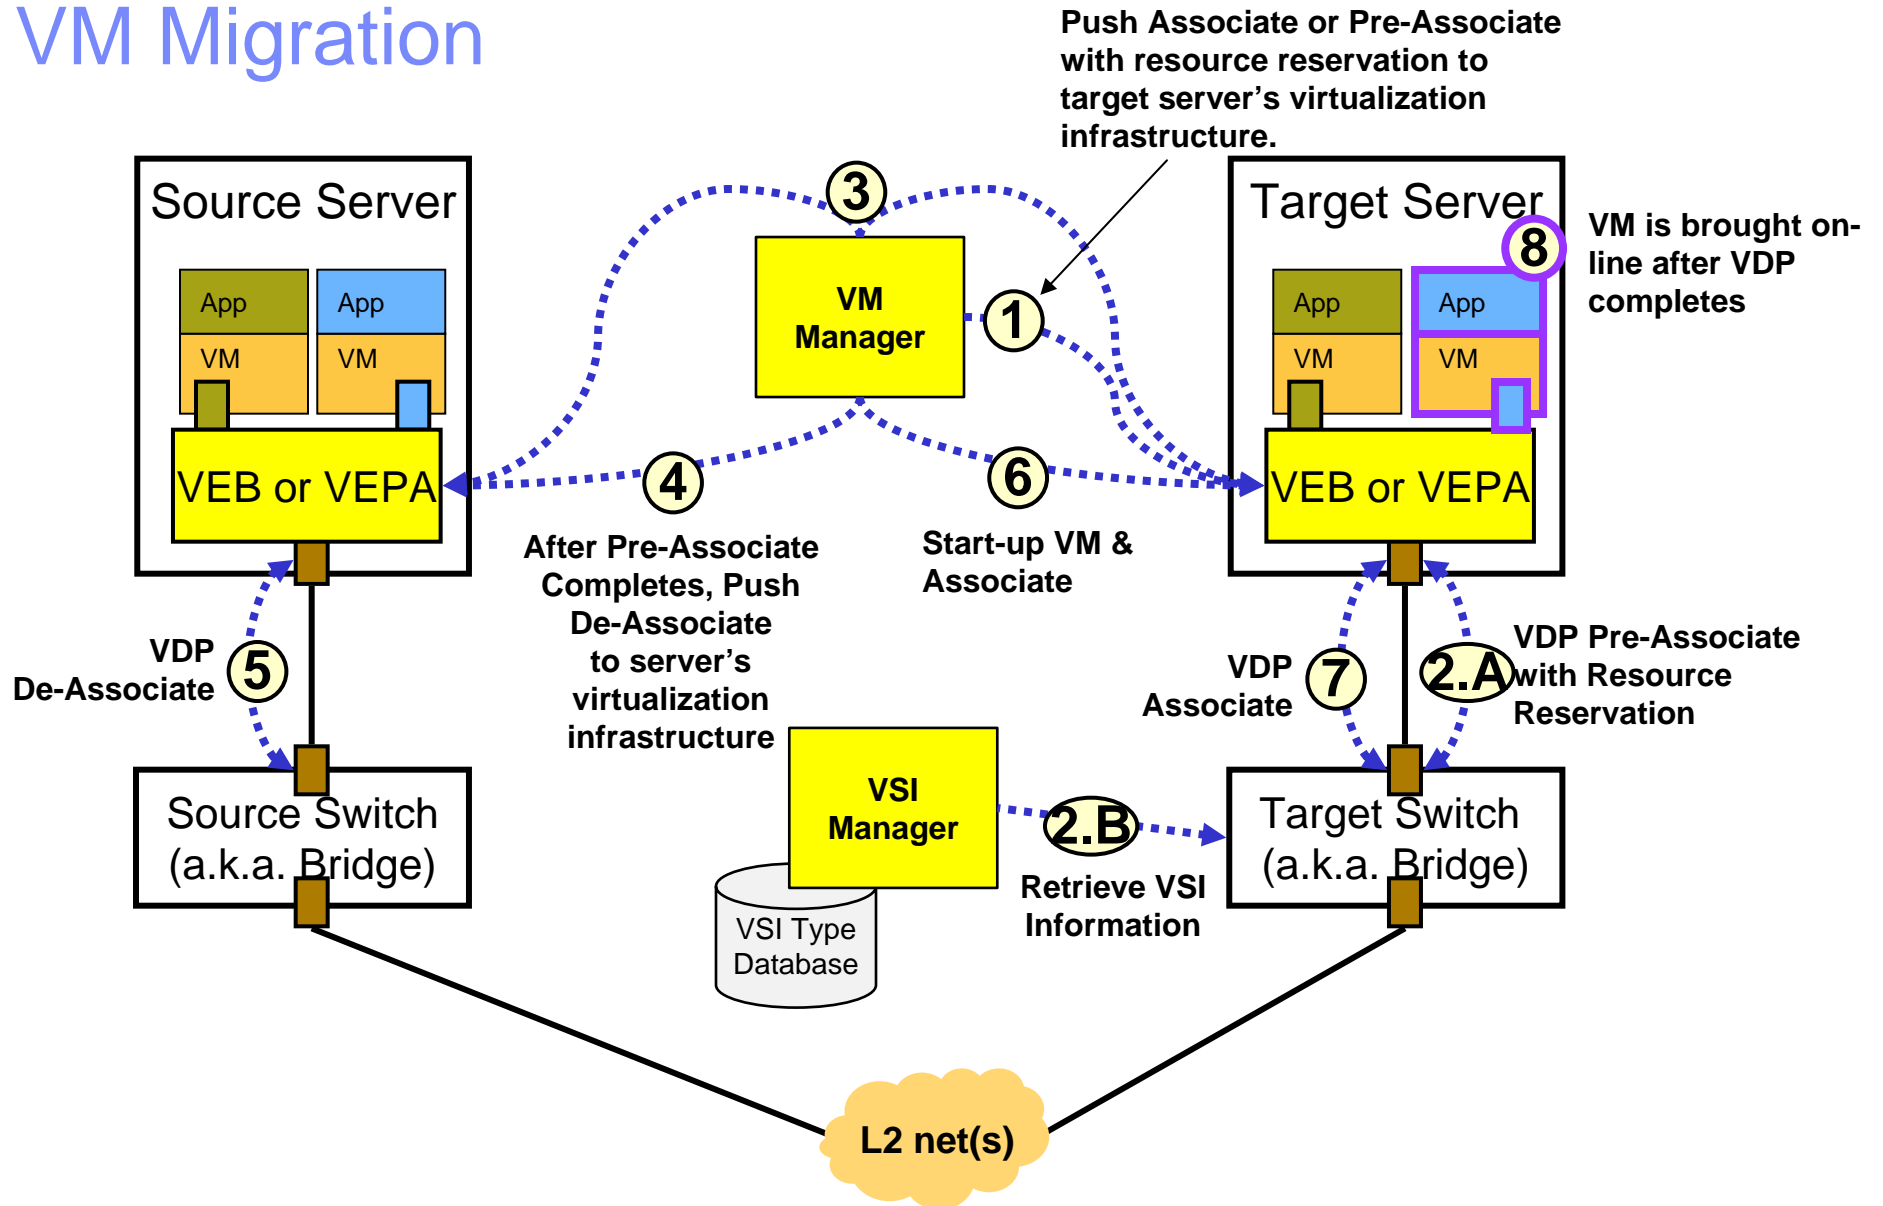 VM Migration
Push Associate or Pre-Associate
with resource reservation to
target server's virtualization
infrastructure.
Source Server
3
Target Server
8
VM is brought on-
line after VDP
completes
App
App
VM
VM
VM
Manager
1
App
App
VM
VM
VEB or VEPA
4
6
VEB or VEPA
After Pre-Associate
Completes, Push
De-Associate
to server's
virtualization
infrastructure
Start-up VM &
Associate
VDP
De-Associate
5
VDP
Associate
7
2.A
VDP Pre-Associate
with Resource
Reservation
Source Switch
(a.k.a. Bridge)
VSI
Manager
2.B
Retrieve VSI
Information
Target Switch
(a.k.a. Bridge)
VSI Type
Database
L2 net(s)